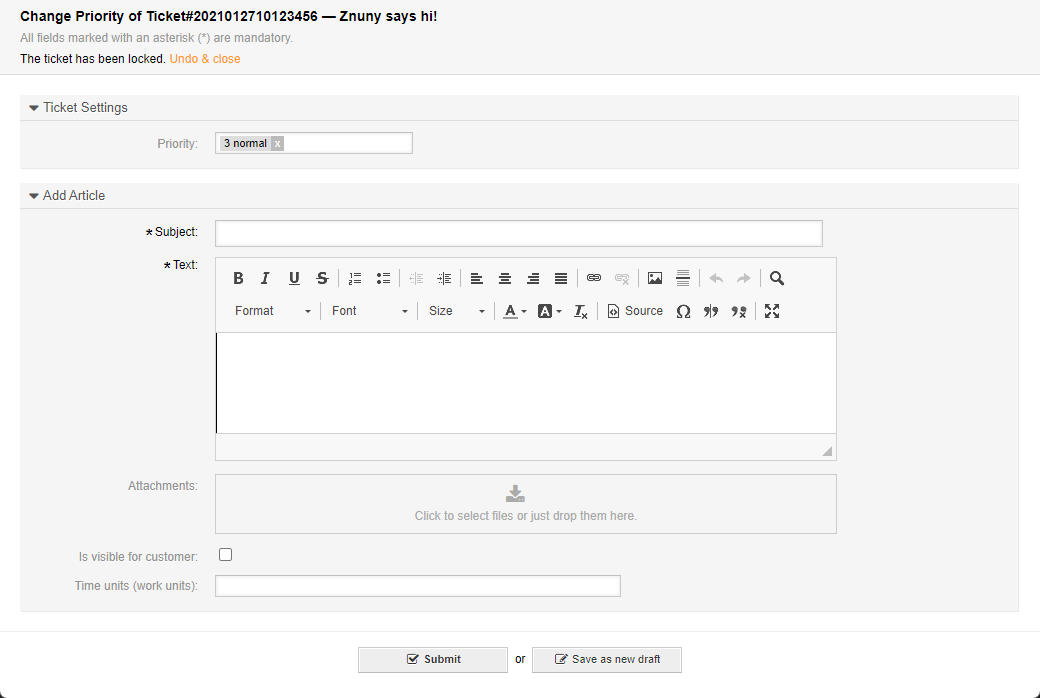 Change Priority of Ticket#2021012710123456 — Znuny says hi!
All fields marked with an asterisk (*) are mandatory.
The ticket has been locked. Undo & close
Ticket Settings
Priority: 3 normal x
Add Article
* Subject:
* Text:
B I U S
Format Font Size A A Tx Source Ω
Attachments:
Click to select files or just drop them here.
Is visible for customer:
Time units (work units):
Submit or Save as new draft